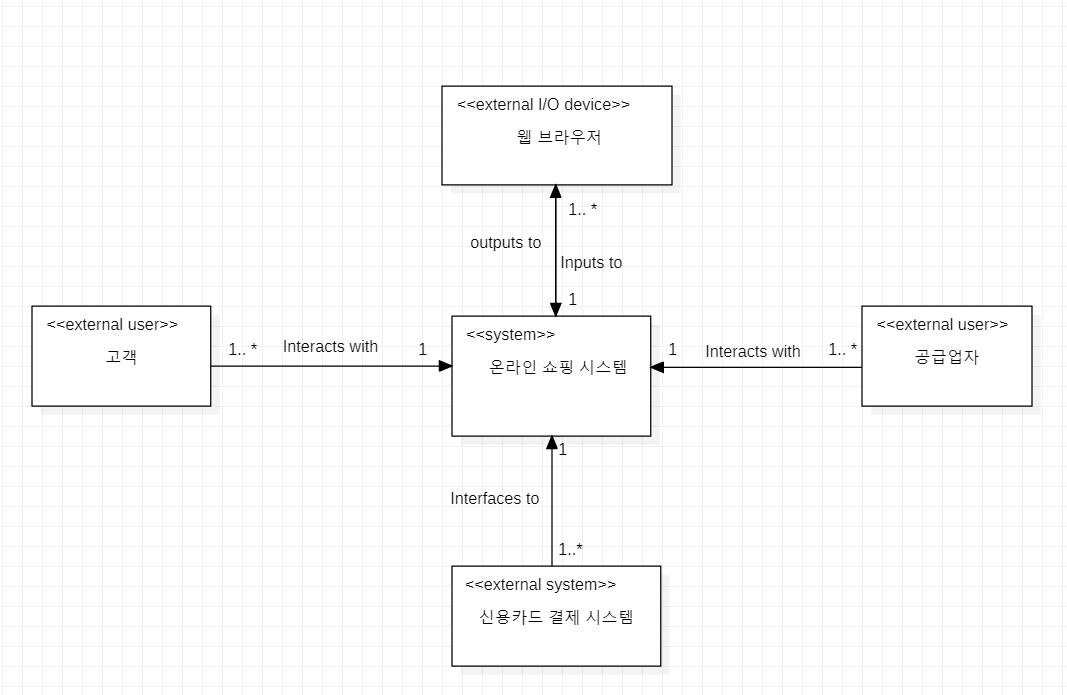 <<external I/O device>>
웹 브라우저
1.. *
outputs to
Inputs to
1
<<external user>>
고객
1.. *
Interacts with
1
<<system>>
온라인 쇼핑 시스템
1
Interacts with
1.. *
<<external user>>
공급업자
1
Interfaces to
1..*
<<external system>>
신용카드 결제 시스템